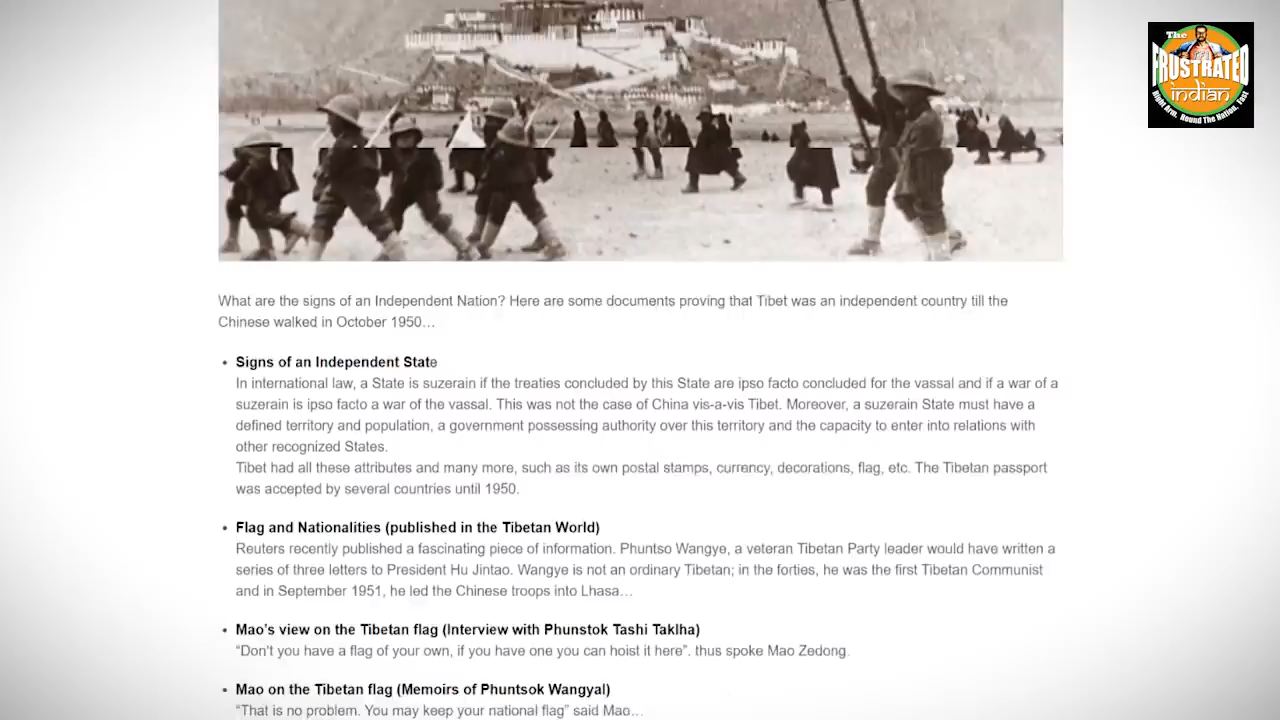 The
FRUSTRATED
indian
Right Arm, Round The Nation, Fast
What are the signs of an Independent Nation? Here are some documents proving that Tibet was an independent country till the
Chinese walked in October 1950…
• Signs of an Independent State
In international law, a State is suzerain if the treaties concluded by this State are ipso facto concluded for the vassal and if a war of a
suzerain is ipso facto a war of the vassal. This was not the case of China vis-a-vis Tibet. Moreover, a suzerain State must have a
defined territory and population, a government possessing authority over this territory and the capacity to enter into relations with
other recognized States.
Tibet had all these attributes and many more, such as its own postal stamps, currency, decorations, flag, etc. The Tibetan passport
was accepted by several countries until 1950.
• Flag and Nationalities (published in the Tibetan World)
Reuters recently published a fascinating piece of information. Phuntso Wangye, a veteran Tibetan Party leader would have written a
series of three letters to President Hu Jintao. Wangye is not an ordinary Tibetan; in the forties, he was the first Tibetan Communist
and in September 1951, he led the Chinese troops into Lhasa…
• Mao's view on the Tibetan flag (Interview with Phunstok Tashi Taklha)
“Don't you have a flag of your own, if you have one you can hoist it here”. thus spoke Mao Zedong.
• Mao on the Tibetan flag (Memoirs of Phuntsok Wangyal)
“That is no problem. You may keep your national flag” said Mao…